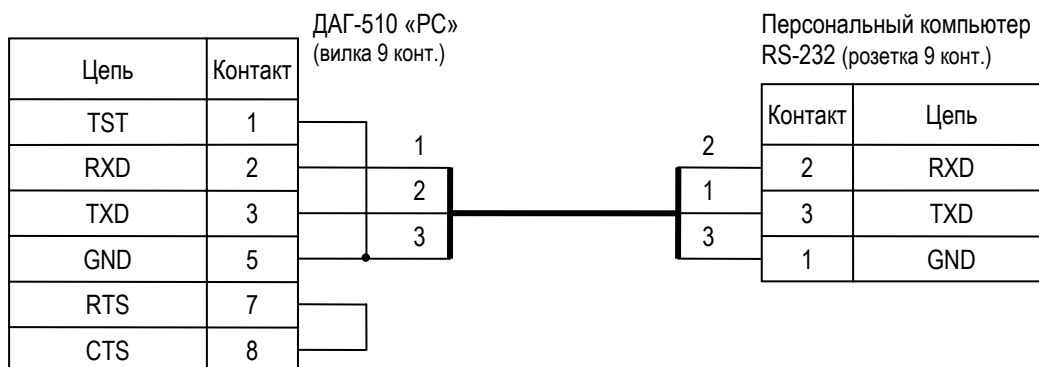 ДАГ-510 «РС»
(вилка 9 конт.)
Цепь Контакт
TST 1
RXD 2
TXD 3
GND 5
RTS 7
CTS 8
1
2
3
2
1
3
Персональный компьютер
RS-232 (розетка 9 конт.)
Контакт Цепь
2 RXD
3 TXD
1 GND